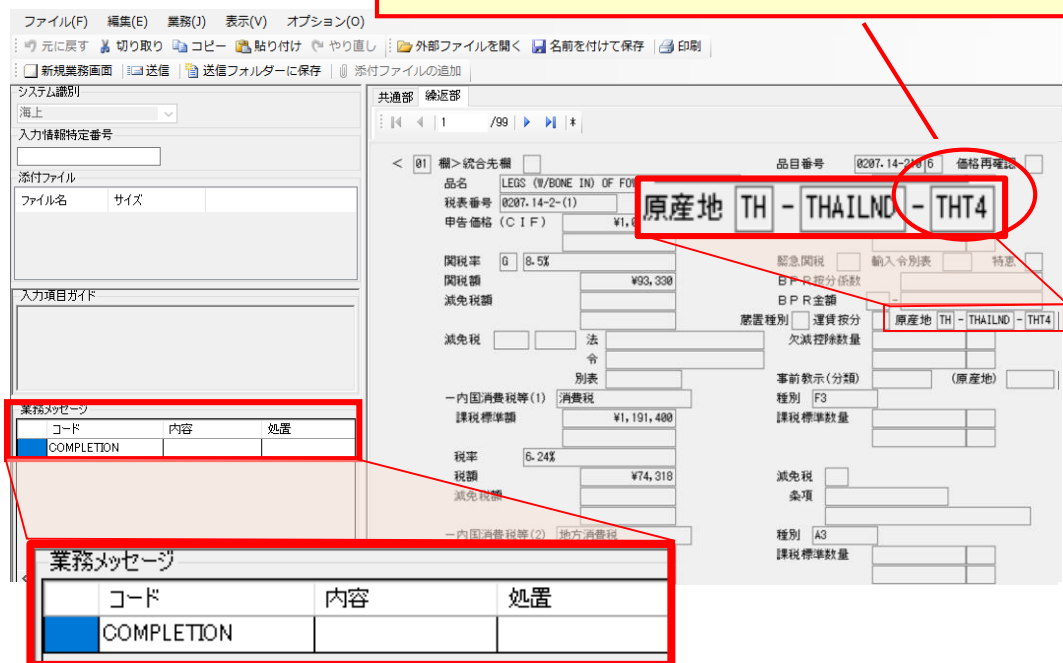 ファイル(F) 編集(E) 業務(J) 表示(V) オプション(O)
元に戻す 切り取り コピー 貼り付け やり直し 外部ファイルを開く 名前を付けて保存 印刷
新規業務画面 送信 送信フォルダーに保存 添付ファイルの追加
システム識別
海上
入力情報特定番号
添付ファイル
ファイル名 サイズ
入力項目ガイド
業務メッセージ
コード 内容 処置
COMPLETION
共通部 繰返部
1 /99
< 01 欄>統合先欄 品目番号 6 価格再確認
品名 LEGS (W/BONE IN) OF
税表番号 0207.14-2-(1)
申告価格 (CIF)
原産地 TH - THAILND - THT4
関税率 G 8.5% 緊急関税 輸入令別表 特恵
関税額 ¥93,330 BPR按分係数
減免税額 BPR金額 -
蔵置種別 運賃按分 原産地 TH - THAILND - THT4
減免税 法 欠減控除数量
令
別表 事前教示(分類) (原産地)
ー内国消費税等(1) 消費税 種別 F3
課税標準額 ¥1,191,400 課税標準数量
税率 6.24%
税額 ¥74,318 減免税
減免税額 条項
ー内国消費税等(2) 地方消費税 種別 A3
課税標準数量
業務メッセージ
コード 内容 処置
COMPLETION